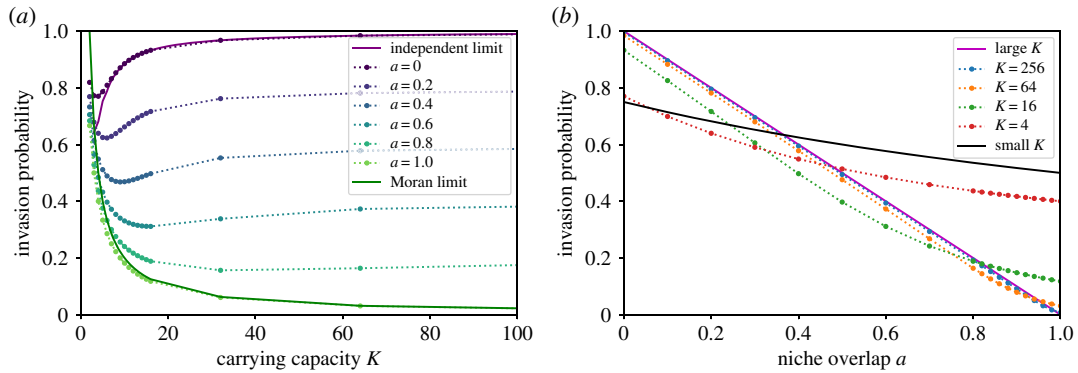 (a)
1.0
0.8
0.6
0.4
0.2
0
invasion probability
0
20
40
60
80
100
carrying capacity K
independent limit
a = 0
a = 0.2
a = 0.4
a = 0.6
a = 0.8
a = 1.0
Moran limit
(b)
1.0
0.8
0.6
0.4
0.2
0
invasion probability
0
0.2
0.4
0.6
0.8
1.0
niche overlap a
large K
K = 256
K = 64
K = 16
K = 4
small K